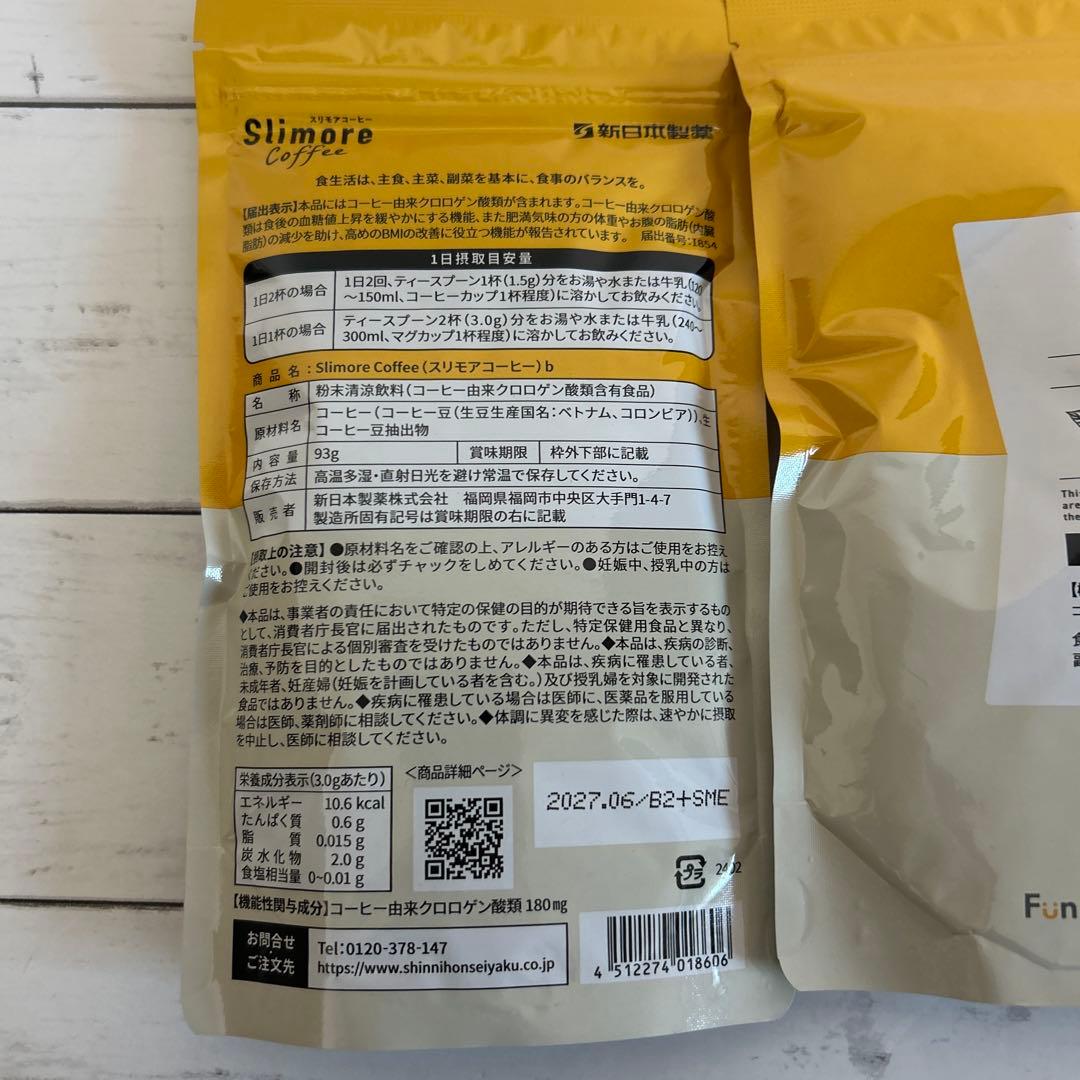 スリモアコーヒー
Slimore
Coffee
新日本製薬
食生活は、主食、主菜、副菜を基本に、食事のバランスを。
【届出表示】本品にはコーヒー由来クロロゲン酸類が含まれます。コーヒー由来クロロゲン酸
類は食後の血糖値上昇を緩やかにする機能、また肥満気味の方の体重やお腹の脂肪(内臓
脂肪)の減少を助け、高めのBMIの改善に役立つ機能が報告されています。 届出番号:I854
1日摂取目安量
1日2杯の場合 1日2回、ティースプーン1杯(1.5g)分をお湯や水または牛乳(120
～150ml、コーヒーカップ1杯程度)に溶かしてお飲みください。
1日1杯の場合 ティースプーン2杯(3.0g)分をお湯や水または牛乳(240～
300ml、マグカップ1杯程度)に溶かしてお飲みください。
商品名:Slimore Coffee(スリモアコーヒー)b
名称 粉末清涼飲料(コーヒー由来クロロゲン酸類含有食品)
原材料名 コーヒー(コーヒー豆(生豆生産国名:ベトナム、コロンビア))、生
コーヒー豆抽出物
内容量 93g 賞味期限 枠外下部に記載
保存方法 高温多湿・直射日光を避け常温で保存してください。
販売者 新日本製薬株式会社 福岡県福岡市中央区大手門1-4-7
製造所固有記号は賞味期限の右に記載
【摂取上の注意】●原材料名をご確認の上、アレルギーのある方はご使用をお控え
ください。●開封後は必ずチャックをしめてください。●妊娠中、授乳中の方は
ご使用をお控えください。
◆本品は、事業者の責任において特定の保健の目的が期待できる旨を表示するもの
として、消費者庁長官に届出されたものです。ただし、特定保健用食品と異なり、
消費者庁長官による個別審査を受けたものではありません。◆本品は、疾病の診断、
治療、予防を目的としたものではありません。◆本品は、疾病に罹患している者、
未成年者、妊産婦(妊娠を計画している者を含む。)及び授乳婦を対象に開発された
食品ではありません。◆疾病に罹患している場合は医師に、医薬品を服用している
場合は医師、薬剤師に相談してください。◆体調に異変を感じた際は、速やかに摂取
を中止し、医師に相談してください。
栄養成分表示(3.0gあたり)
エネルギー 10.6 kcal
たんぱく質 0.6 g
脂質 0.015 g
炭水化物 2.0 g
食塩相当量 0~0.01 g
<商品詳細ページ>
2027.06/B2+SME
プラ
2402
【機能性関与成分】コーヒー由来クロロゲン酸類 180mg
お問合せ・ご注文先
Tel:0120-378-147
https://www.shinnihonseiyaku.co.jp
4 512274 018606
Thi
are
the
Fun